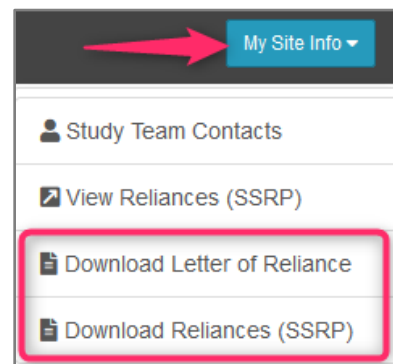 My Site Info
Study Team Contacts
View Reliances (SSRP)
Download Letter of Reliance
Download Reliances (SSRP)